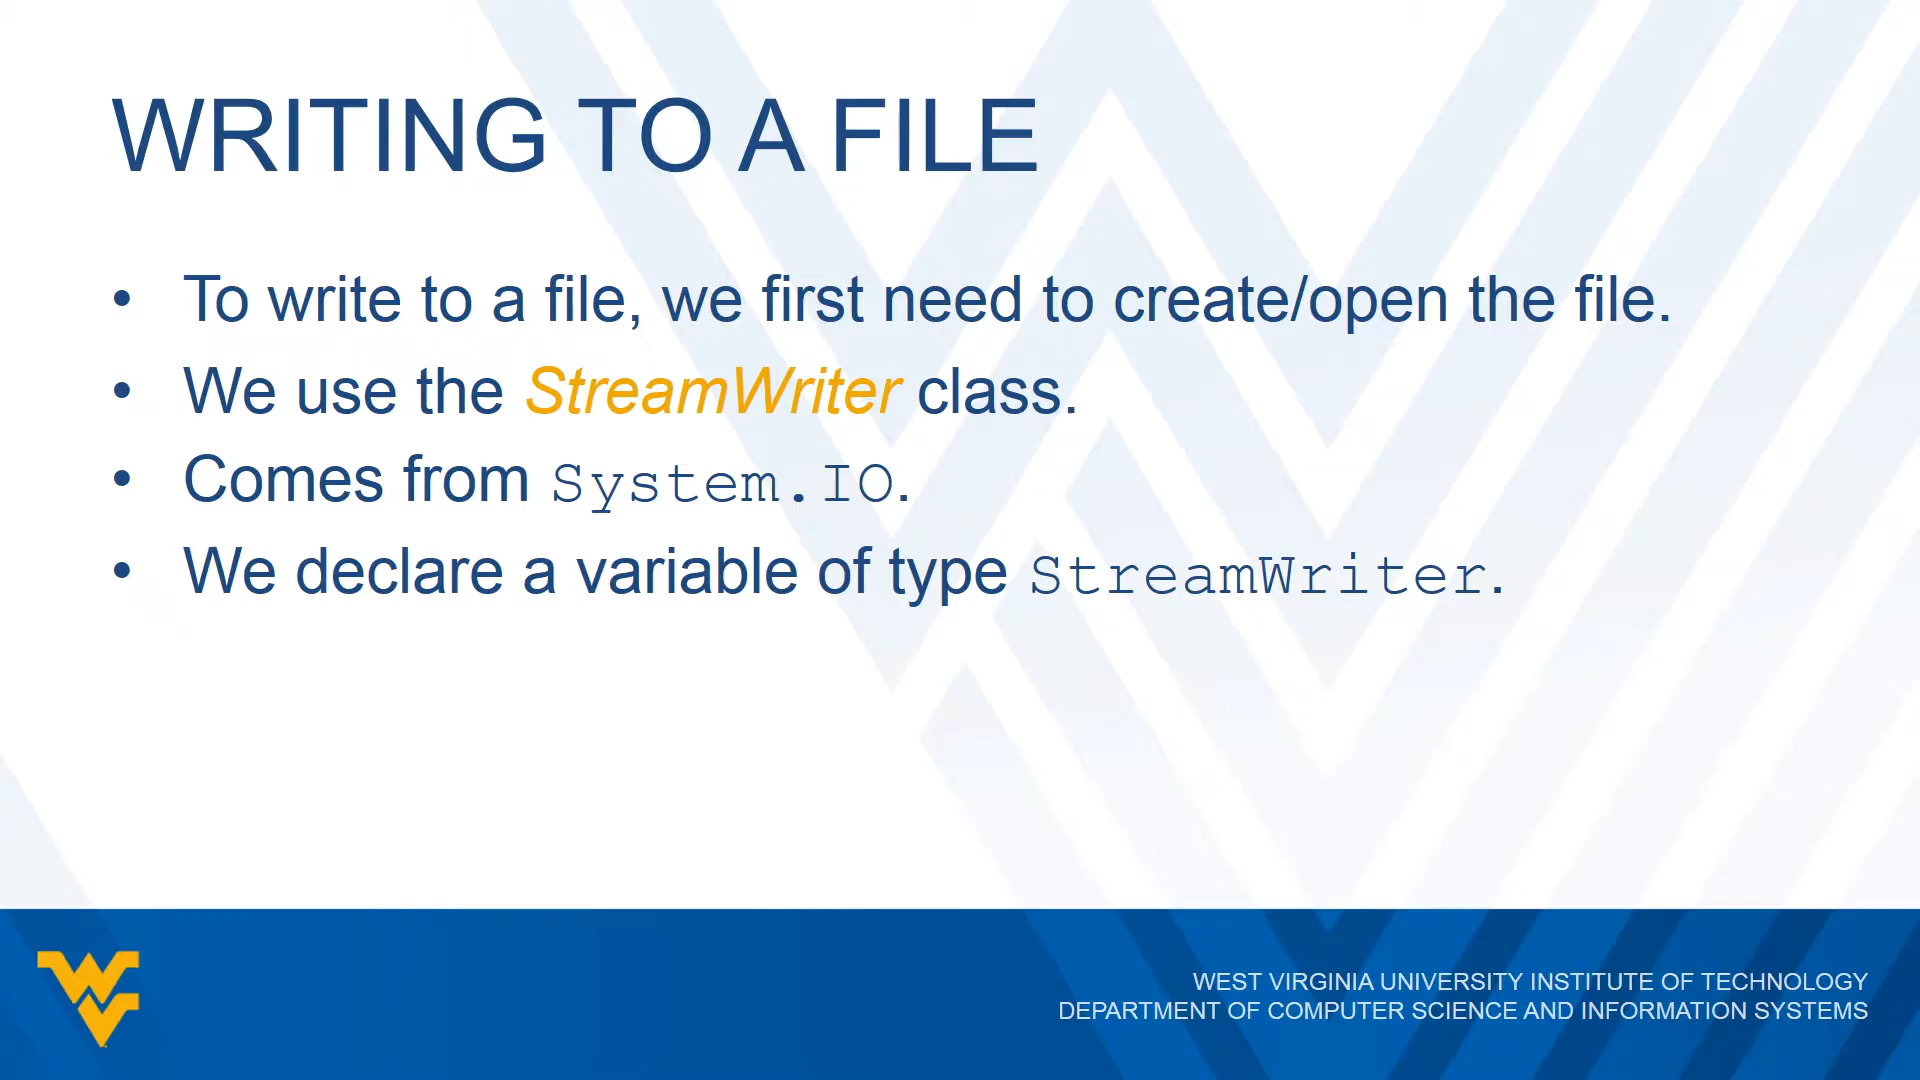 WRITING TO A FILE
• To write to a file, we first need to create/open the file.
• We use the StreamWriter class.
• Comes from System.IO.
• We declare a variable of type StreamWriter.
WEST VIRGINIA UNIVERSITY INSTITUTE OF TECHNOLOGY
DEPARTMENT OF COMPUTER SCIENCE AND INFORMATION SYSTEMS